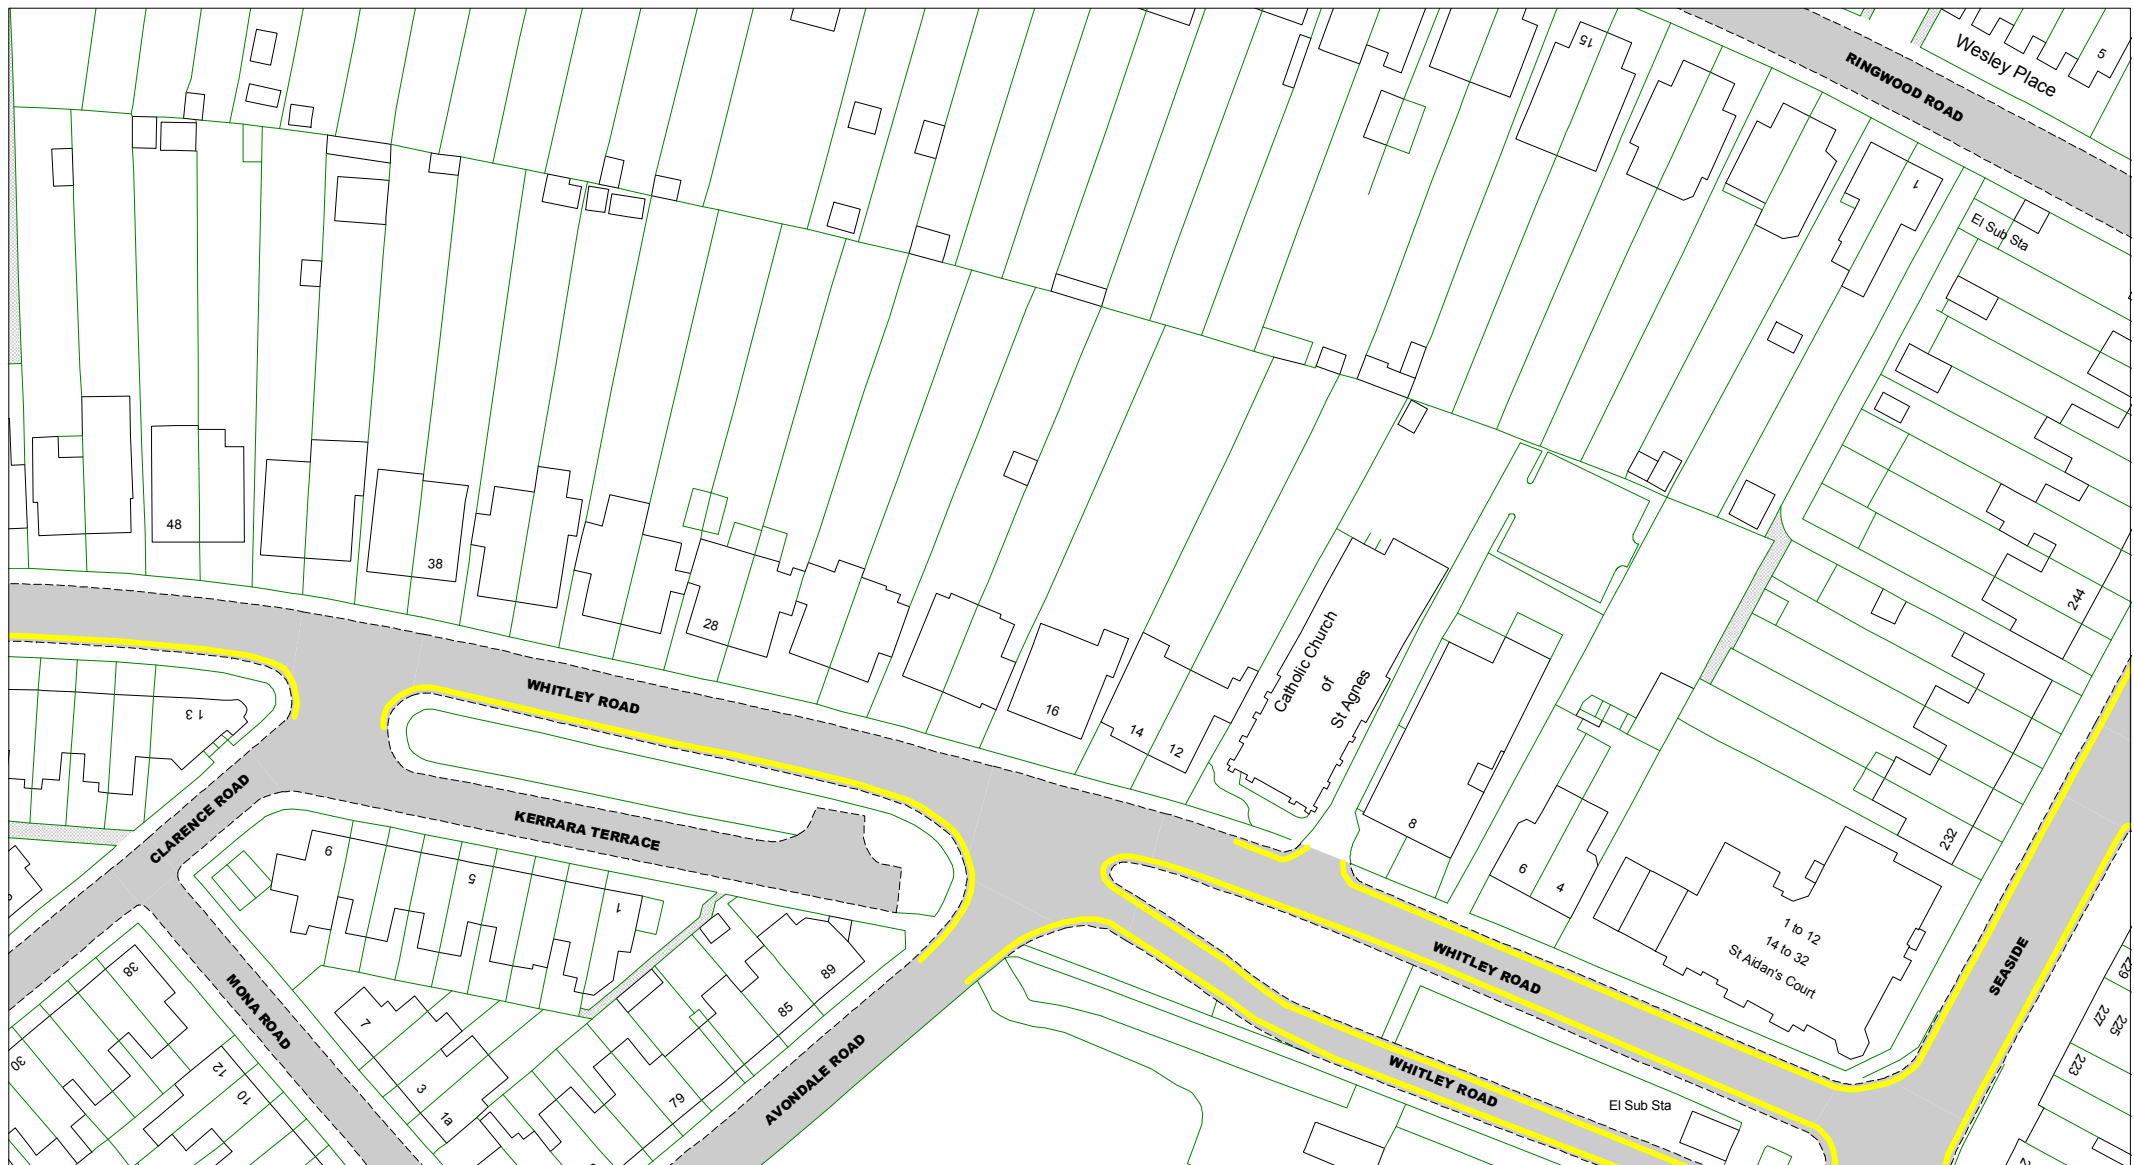 15
5
Wesley Place
RINGWOOD ROAD
1
El Sub Sta
48
38
28
16
14
12
Catholic Church
of
St Agnes
244
WHITLEY ROAD
13
CLARENCE ROAD
KERRARA TERRACE
6
5
1
8
6
4
232
1 to 12
14 to 32
St Aidan's Court
WHITLEY ROAD
SEASIDE
229
227
225
223
38
30
MONA ROAD
7
3
1a
12
10
89
85
79
AVONDALE ROAD
WHITLEY ROAD
El Sub Sta